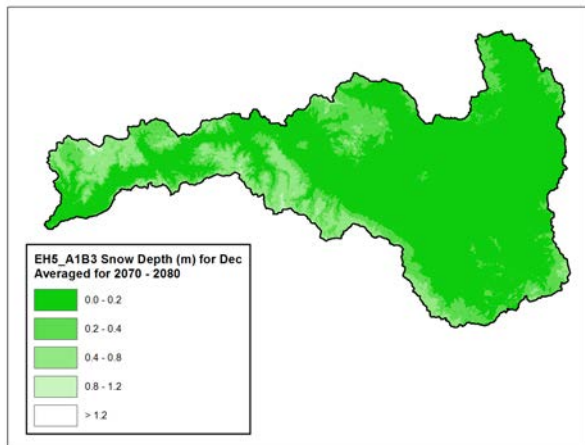 EH5_A1B3 Snow Depth (m) for Dec
Averaged for 2070 - 2080
0.0 - 0.2
0.2 - 0.4
0.4 - 0.8
0.8 - 1.2
> 1.2